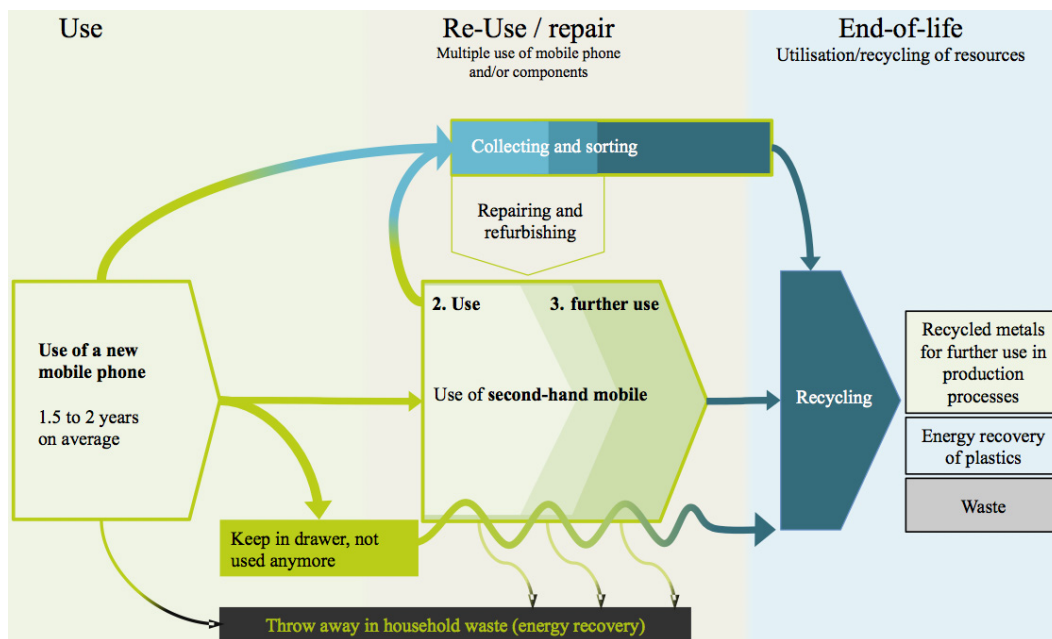 Use
Re-Use / repair
Multiple use of mobile phone
and/or components
End-of-life
Utilisation/recycling of resources
Collecting and sorting
Repairing and
refurbishing
2. Use
3. further use
Use of a new
mobile phone
1.5 to 2 years
on average
Use of second-hand mobile
Recycling
Recycled metals
for further use in
production
processes
Energy recovery
of plastics
Waste
Keep in drawer, not
used anymore
Throw away in household waste (energy recovery)